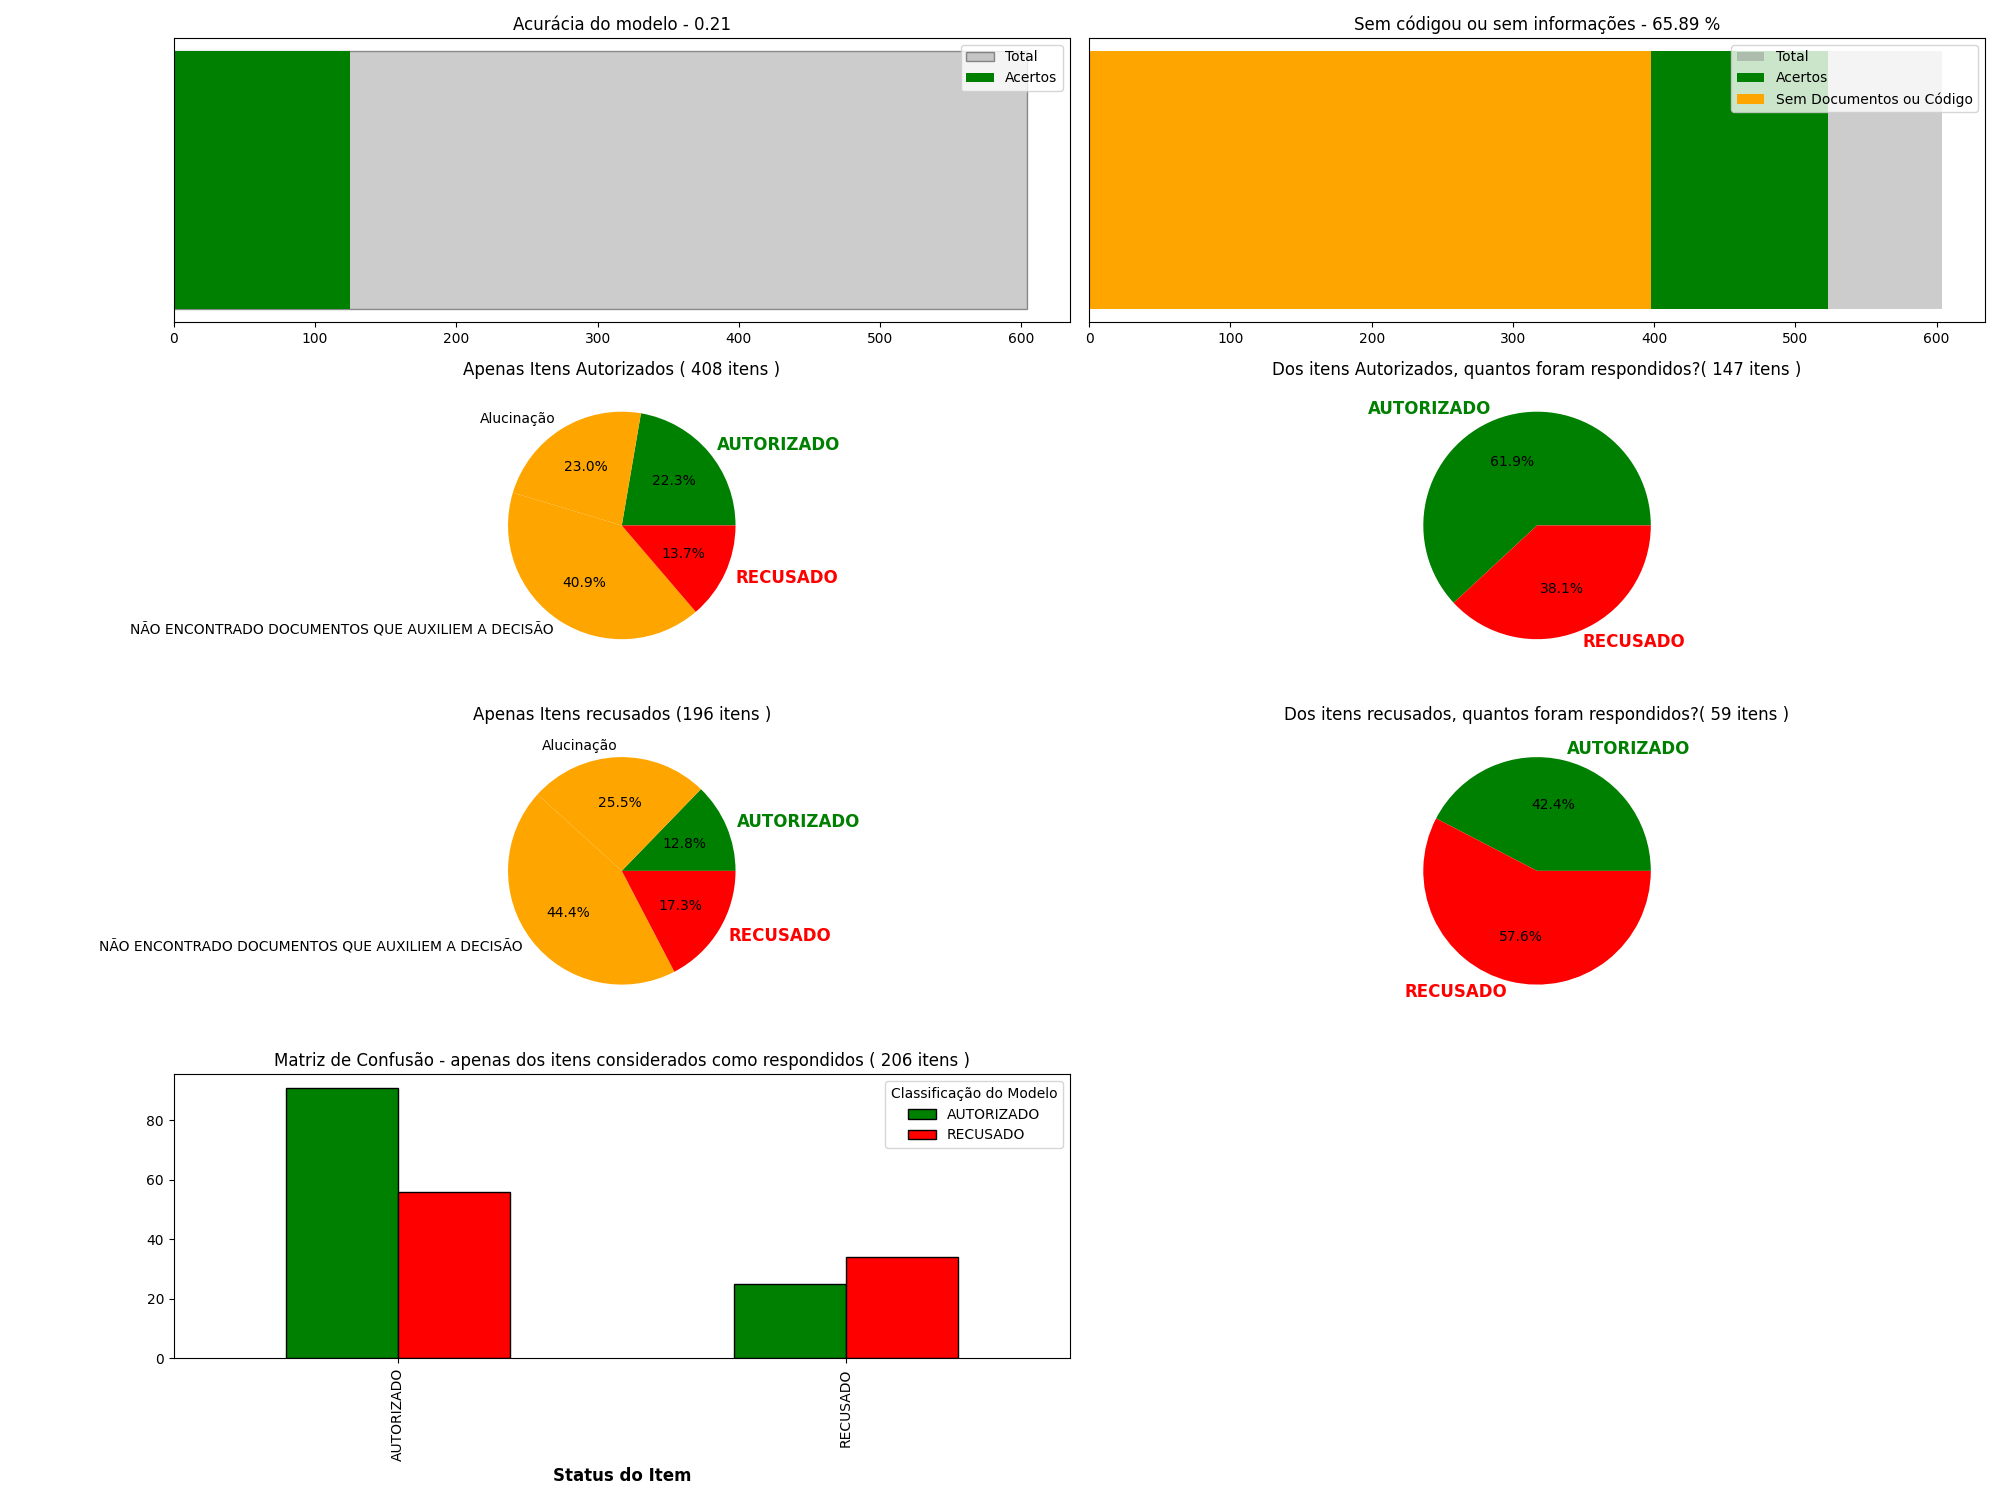 Acurácia do modelo - 0.21
Total
Acertos
0 100 200 300 400 500 600
Sem códigou ou sem informações - 65.89 %
Total
Acertos
Sem Documentos ou Código
0 100 200 300 400 500 600
Apenas Itens Autorizados ( 408 itens )
Alucinação
AUTORIZADO
23.0%
22.3%
13.7%
RECUSADO
40.9%
NÃO ENCONTRADO DOCUMENTOS QUE AUXILIEM A DECISÃO
Dos itens Autorizados, quantos foram respondidos?( 147 itens )
AUTORIZADO
61.9%
38.1%
RECUSADO
Apenas Itens recusados (196 itens )
Alucinação
25.5%
AUTORIZADO
12.8%
17.3%
44.4%
RECUSADO
NÃO ENCONTRADO DOCUMENTOS QUE AUXILIEM A DECISÃO
Dos itens recusados, quantos foram respondidos?( 59 itens )
AUTORIZADO
42.4%
57.6%
RECUSADO
Matriz de Confusão - apenas dos itens considerados como respondidos ( 206 itens )
Classificação do Modelo
AUTORIZADO
RECUSADO
80
60
40
20
0
AUTORIZADO
RECUSADO
Status do Item